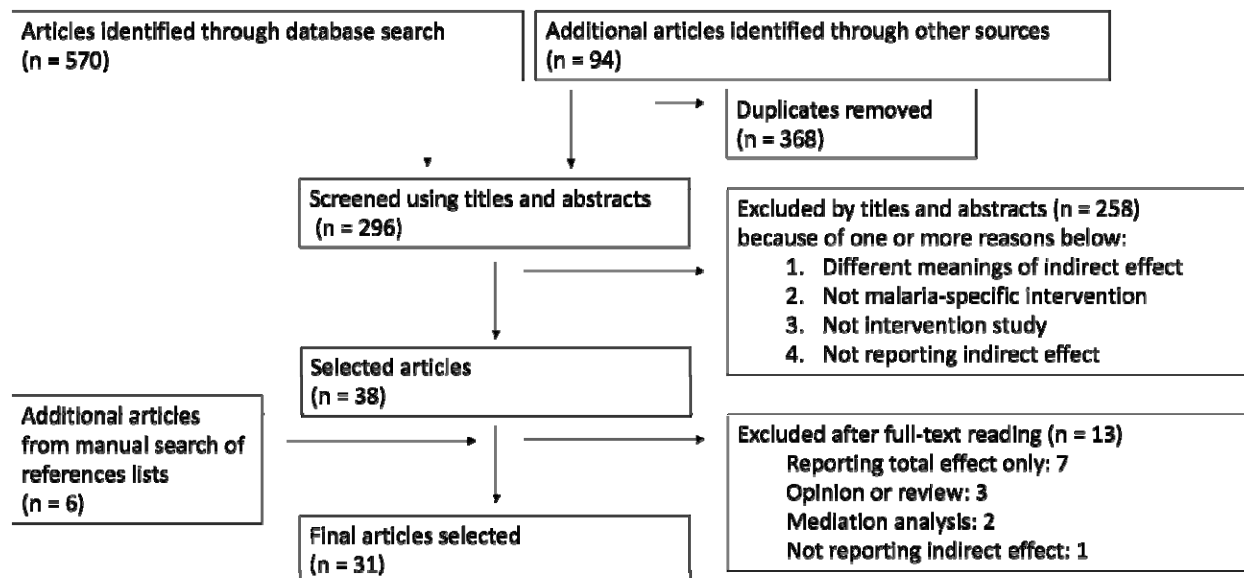 Articles identified through database search
(n = 570)
Additional articles identified through other sources
(n = 94)
Duplicates removed
(n = 368)
Screened using titles and abstracts
(n = 296)
Excluded by titles and abstracts (n = 258)
because of one or more reasons below:
1. Different meanings of indirect effect
2. Not malaria-specific intervention
3. Not intervention study
4. Not reporting indirect effect
Selected articles
(n = 38)
Additional articles
from manual search of
references lists
(n = 6)
Excluded after full-text reading (n = 13)
Reporting total effect only: 7
Opinion or review: 3
Mediation analysis: 2
Not reporting indirect effect: 1
Final articles selected
(n = 31)